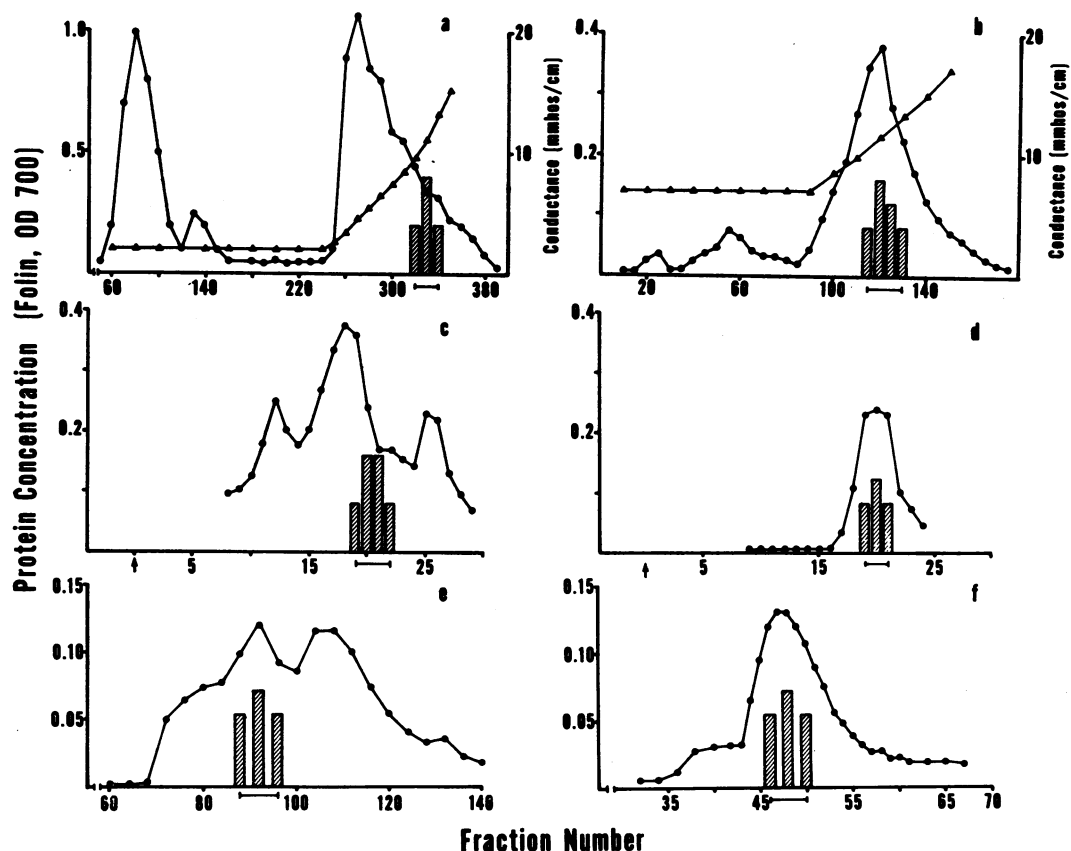 Protein Concentration (Folin, OD 700)
a
1.0
0.5
20
10
Conductance (mmhos/cm)
60 140 220 300 380
b
0.4
0.2
20
10
Conductance (mmhos/cm)
20 60 100 140
c
0.4
0.2
5 15 25
d
0.4
0.2
5 15 25
e
0.15
0.10
0.05
60 80 100 120 140
f
0.15
0.10
0.05
35 45 55 65 70
Fraction Number